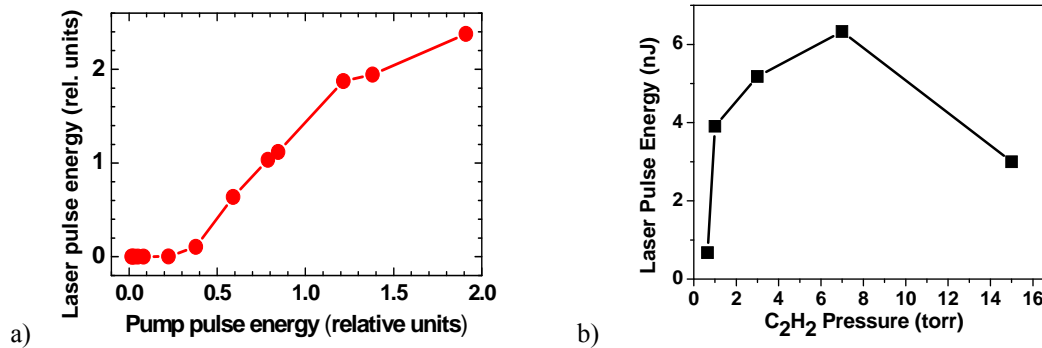 Laser pulse energy (rel. units)
2
1
0
0.0 0.5 1.0 1.5 2.0
Pump pulse energy (relative units)
a)
Laser Pulse Energy (nJ)
6
4
2
0
0 2 4 6 8 10 12 14 16
C₂H₂ Pressure (torr)
b)